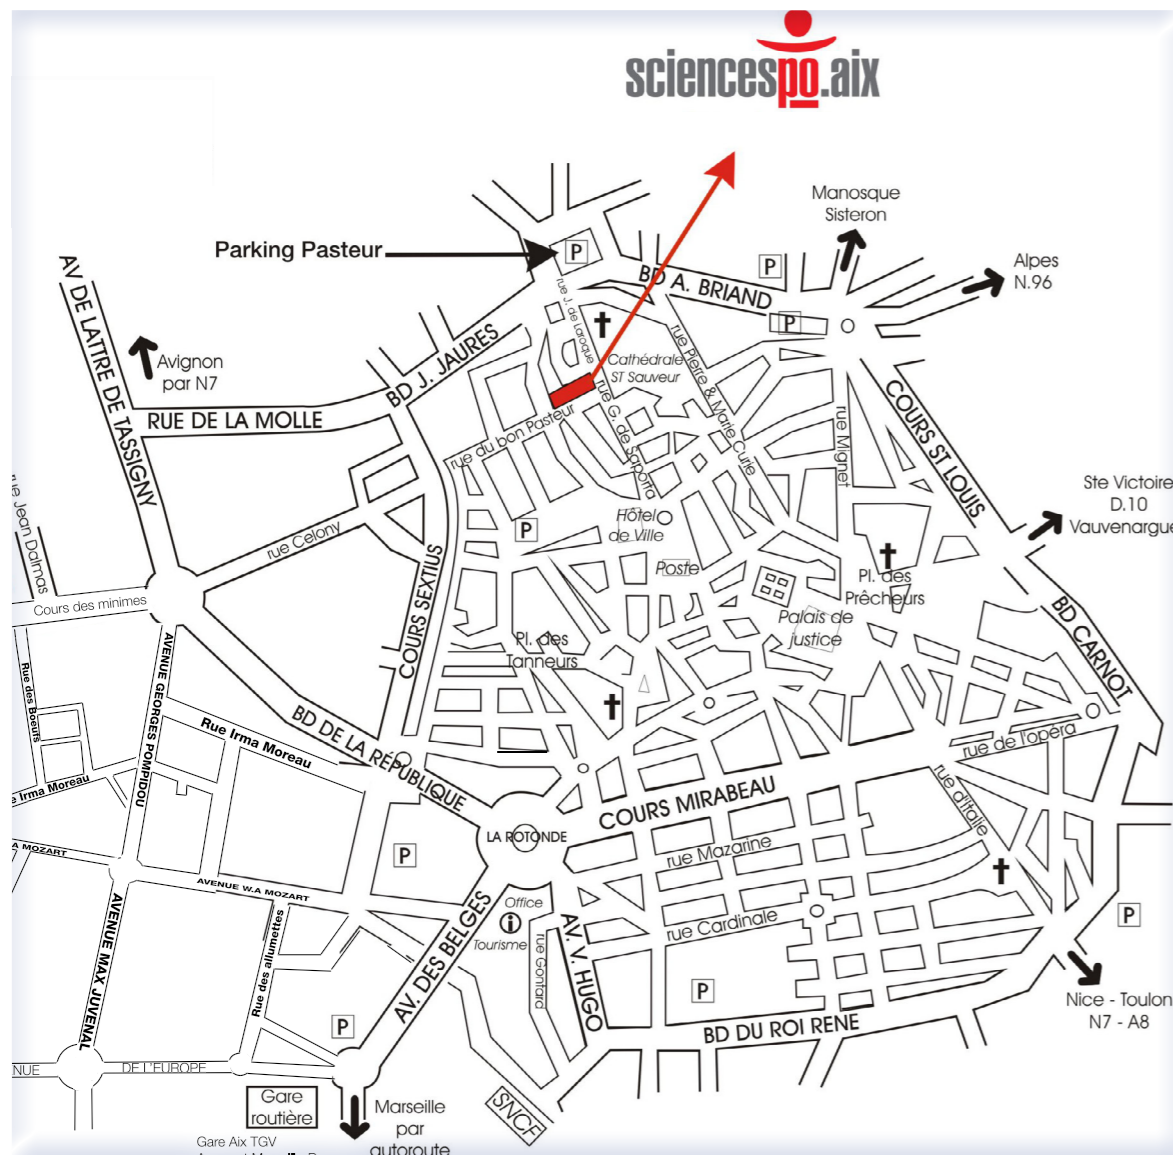 sciencespo.aix
Manosque
Sisteron
Parking Pasteur
P
Alpes
N.96
P
BD A. BRIAND
P
AV DE LATTRE DE TASSIGNY
Avignon
par N7
rue J. de Laroque
BD J. JAURES
Cathédrale
ST Sauveur
rue Pierre & Marie Curie
RUE DE LA MOLLE
rue du bon Pasteur
rue G. de Saporta
rue Mignet
COURS ST LOUIS
Ste Victoire
D.10
Vauvenargue
rue Jean Dalmas
rue Celony
P
Hôtel
de Ville
Poste
Pl. des
Prêcheurs
Palais de
justice
Cours des minimes
COURS SEXTIUS
Pl. des
Tanneurs
BD CARNOT
AVENUE GEORGES POMPIDOU
Rue des Boeufs
Rue Irma Moreau
BD DE LA RÉPUBLIQUE
rue de l'opéra
e Irma Moreau
COURS MIRABEAU
rue d'Italie
LA ROTONDE
rue Mazarine
A MOZART
P
AVENUE W.A MOZART
Office
Tourisme
rue Cardinale
P
AVENUE MAX JUVENAL
Rue des allumettes
AV. DES BELGES
rue Gontard
AV. V. HUGO
P
P
BD DU ROI RENE
Nice - Toulon
N7 - A8
NUE
DE L'EUROPE
Gare
routière
Marseille
par
autoroute
SNCF
Gare Aix TGV